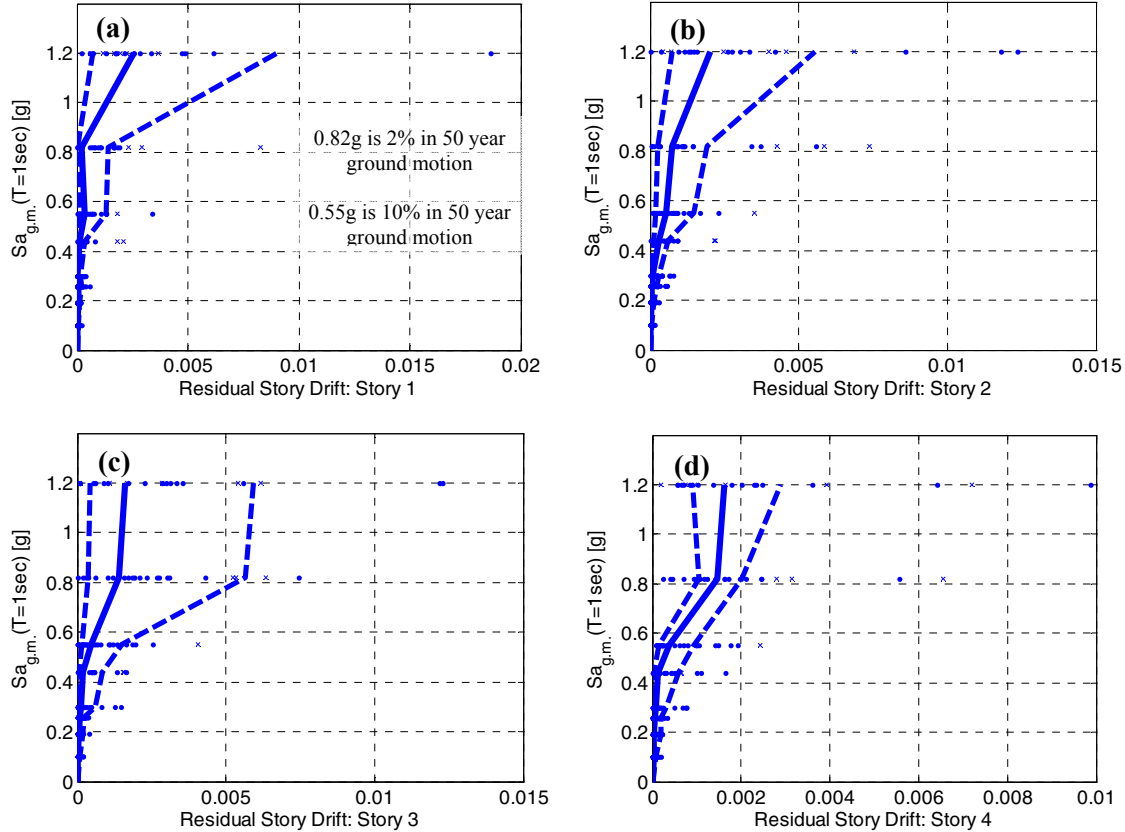 (a)
1.2
1
0.8
0.6
0.4
0.2
0
Sa g.m. (T=1sec) [g]
0.82g is 2% in 50 year
ground motion
0.55g is 10% in 50 year
ground motion
0 0.005 0.01 0.015 0.02
Residual Story Drift: Story 1
(b)
1.2
1
0.8
0.6
0.4
0.2
0
Sa g.m. (T=1sec) [g]
0 0.005 0.01 0.015
Residual Story Drift: Story 2
(c)
1.2
1
0.8
0.6
0.4
0.2
0
Sa g.m. (T=1sec) [g]
0 0.005 0.01 0.015
Residual Story Drift: Story 3
(d)
1.2
1
0.8
0.6
0.4
0.2
0
Sa g.m. (T=1sec) [g]
0 0.002 0.004 0.006 0.008 0.01
Residual Story Drift: Story 4